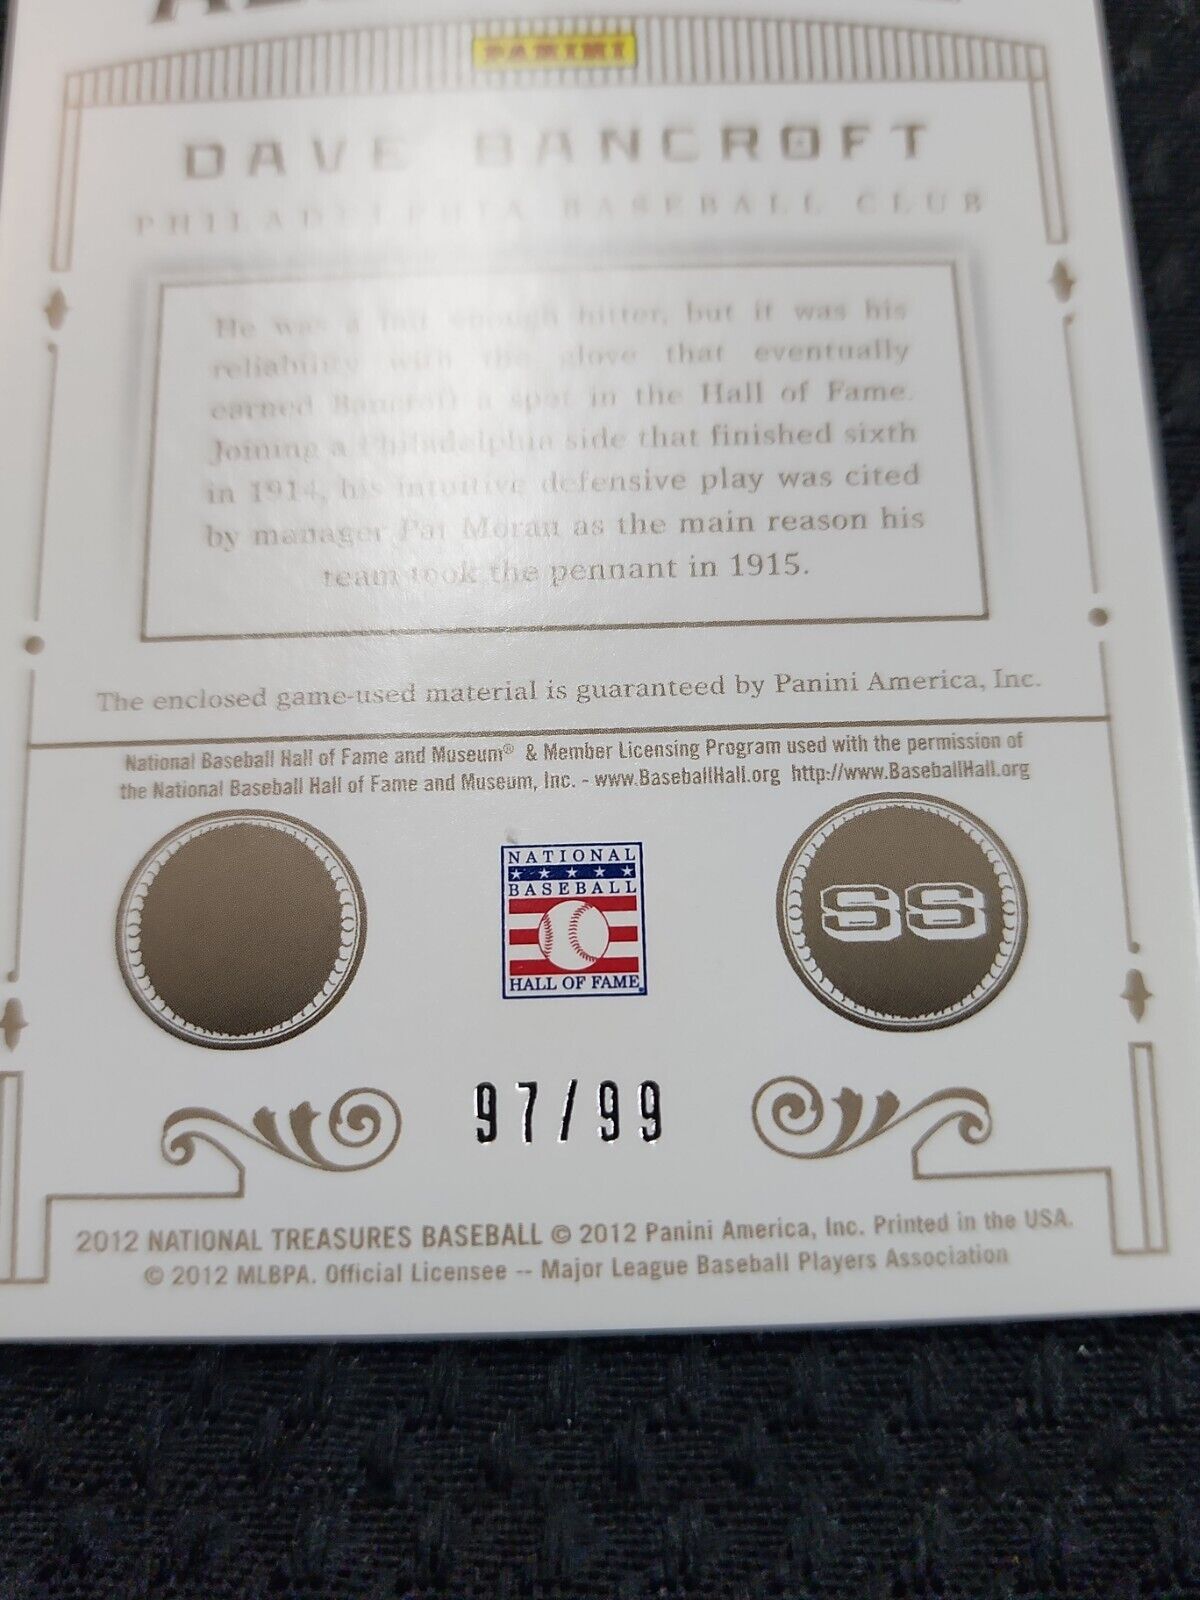 PANINI
DAVE BANCROFT
PHILADELPHIA BASEBALL CLUB
He was a fair enough hitter, but it was his
reliability with the glove that eventually
earned Bancroft a spot in the Hall of Fame.
Joining a Philadelphia side that finished sixth
in 1914, his intuitive defensive play was cited
by manager Pat Moran as the main reason his
team took the pennant in 1915.
The enclosed game-used material is guaranteed by Panini America, Inc.
National Baseball Hall of Fame and Museum® & Member Licensing Program used with the permission of
the National Baseball Hall of Fame and Museum, Inc. - www.BaseballHall.org http://www.BaseballHall.org
NATIONAL
BASEBALL
HALL OF FAME
SS
97/99
2012 NATIONAL TREASURES BASEBALL © 2012 Panini America, Inc. Printed in the USA.
© 2012 MLBPA. Official Licensee -- Major League Baseball Players Association